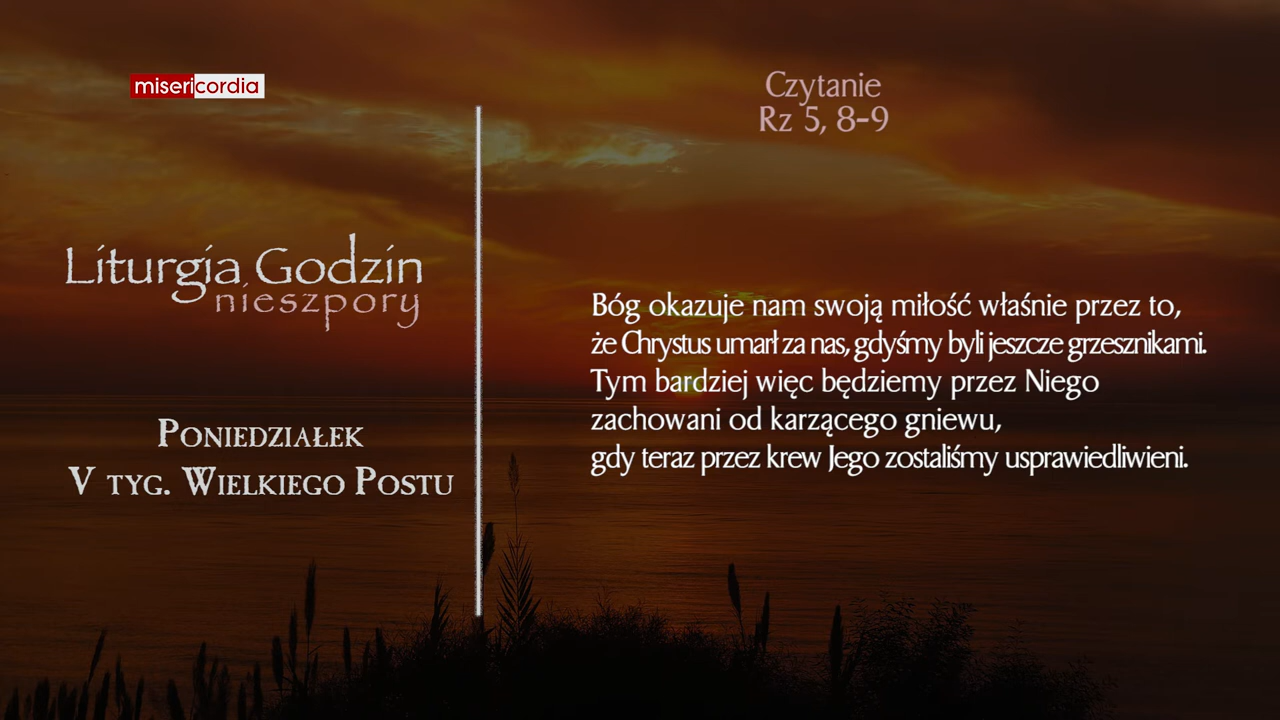 misericordia
Liturgia Godzin
nieszpory
Poniedziałek
V tyg. Wielkiego Postu
Czytanie
Rz 5, 8-9
Bóg okazuje nam swoją miłość właśnie przez to,
że Chrystus umarł za nas, gdyśmy byli jeszcze grzesznikami.
Tym bardziej więc będziemy przez Niego
zachowani od karzącego gniewu,
gdy teraz przez krew Jego zostaliśmy usprawiedliwieni.